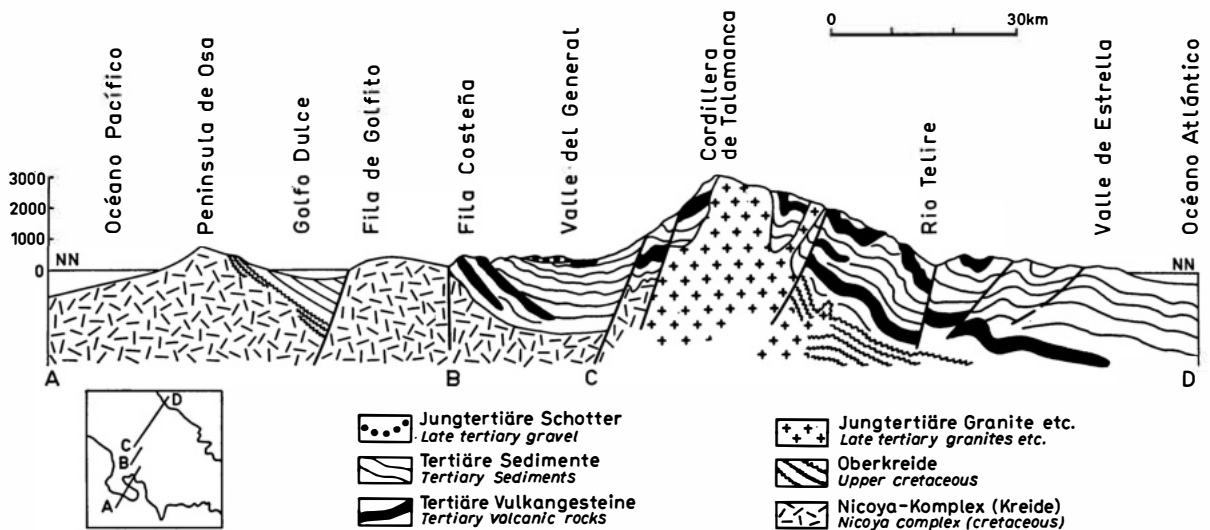 Océano Pacífico
Península de Osa
Golfo Dulce
Fila de Golfito
Fila Costeña
Valle del General
Cordillera
de Talamanca
Río Telire
Valle de Estrella
Océano Atlántico
0 30km
3000
2000
1000
0
NN
NN
A
B
C
D
D
C
B
A
Jungtertiäre Schotter
Late tertiary gravel
Tertiäre Sedimente
Tertiary Sediments
Tertiäre Vulkangesteine
Tertiary volcanic rocks
Jungtertiäre Granite etc.
Late tertiary granites etc.
Oberkreide
Upper cretaceous
Nicoya-Komplex (Kreide)
Nicoya complex (cretaceous)